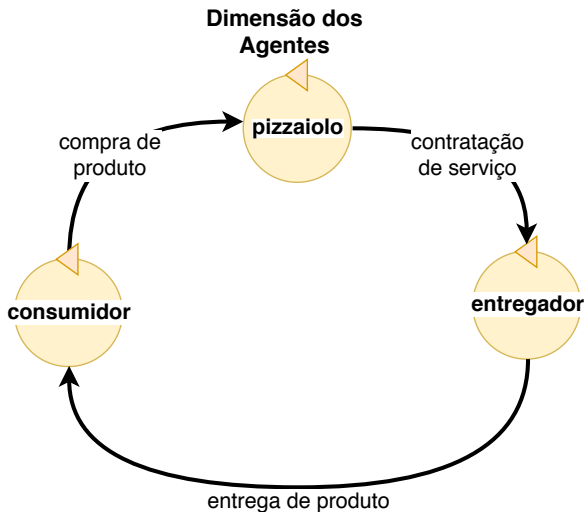 Dimensão dos
Agentes
pizzaiolo
compra de
produto
contratação
de serviço
consumidor
entregador
entrega de produto